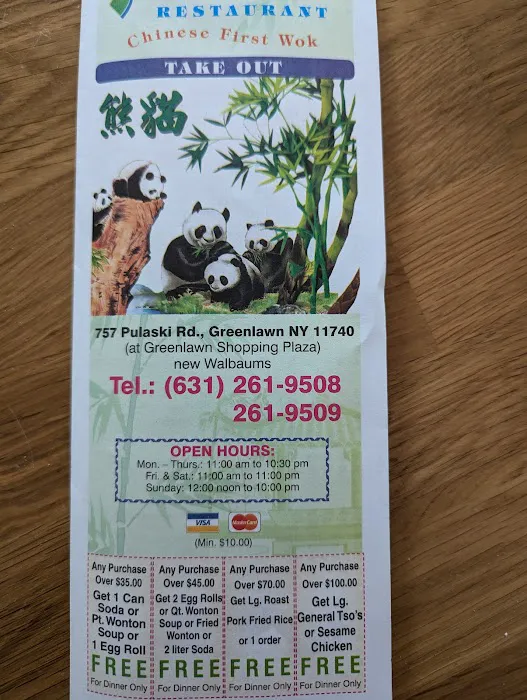 RESTAURANT
Chinese First Wok
TAKE OUT
熊貓
757 Pulaski Rd., Greenlawn NY 11740
(at Greenlawn Shopping Plaza)
new Walbaums
Tel.: (631) 261-9508
261-9509
OPEN HOURS:
Mon. – Thurs.: 11:00 am to 10:30 pm
Fri. & Sat.: 11:00 am to 11:00 pm
Sunday: 12:00 noon to 10:00 pm
VISA MasterCard
(Min. $10.00)
Any Purchase
Over $35.00
Get 1 Can
Soda or
Pt. Wonton
Soup or
1 Egg Roll
FREE
For Dinner Only
Any Purchase
Over $45.00
Get 2 Egg Rolls
or Qt. Wonton
Soup or Fried
Wonton or
2 liter Soda
FREE
For Dinner Only
Any Purchase
Over $70.00
Get Lg. Roast
Pork Fried Rice
or 1 order
FREE
For Dinner Only
Any Purchase
Over $100.00
Get Lg.
General Tso's
or Sesame
Chicken
FREE
For Dinner Only